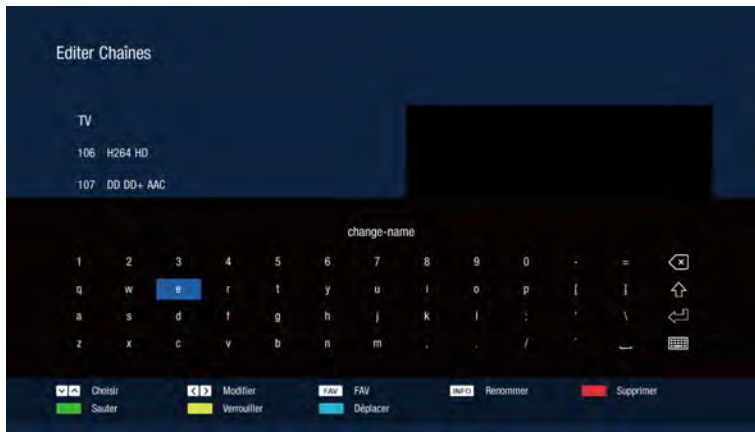 Editer Chaînes
TV
106 H264 HD
107 DD DD+ AAC
change-name
1 2 3 4 5 6 7 8 9 0 - =
q w e r t y u i o p [ ]
a s d f g h j k l ; ' \
z x c v b n m , . / `
Choisir Modifier FAV FAV INFO Renommer Supprimer
Sauter Verrouiller Déplacer